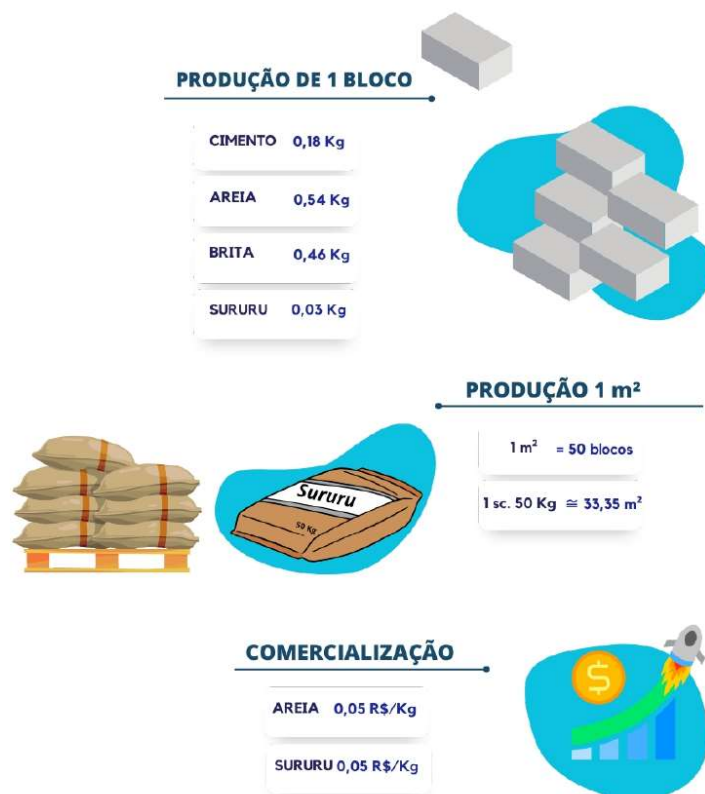 PRODUÇÃO DE 1 BLOCO
CIMENTO 0,18 Kg
AREIA 0,54 Kg
BRITA 0,46 Kg
SURURU 0,03 Kg
PRODUÇÃO 1 m²
1 m² = 50 blocos
1 sc. 50 Kg ≅ 33,35 m²
Sururu
50 Kg
COMERCIALIZAÇÃO
AREIA 0,05 R$/Kg
SURURU 0,05 R$/Kg
$